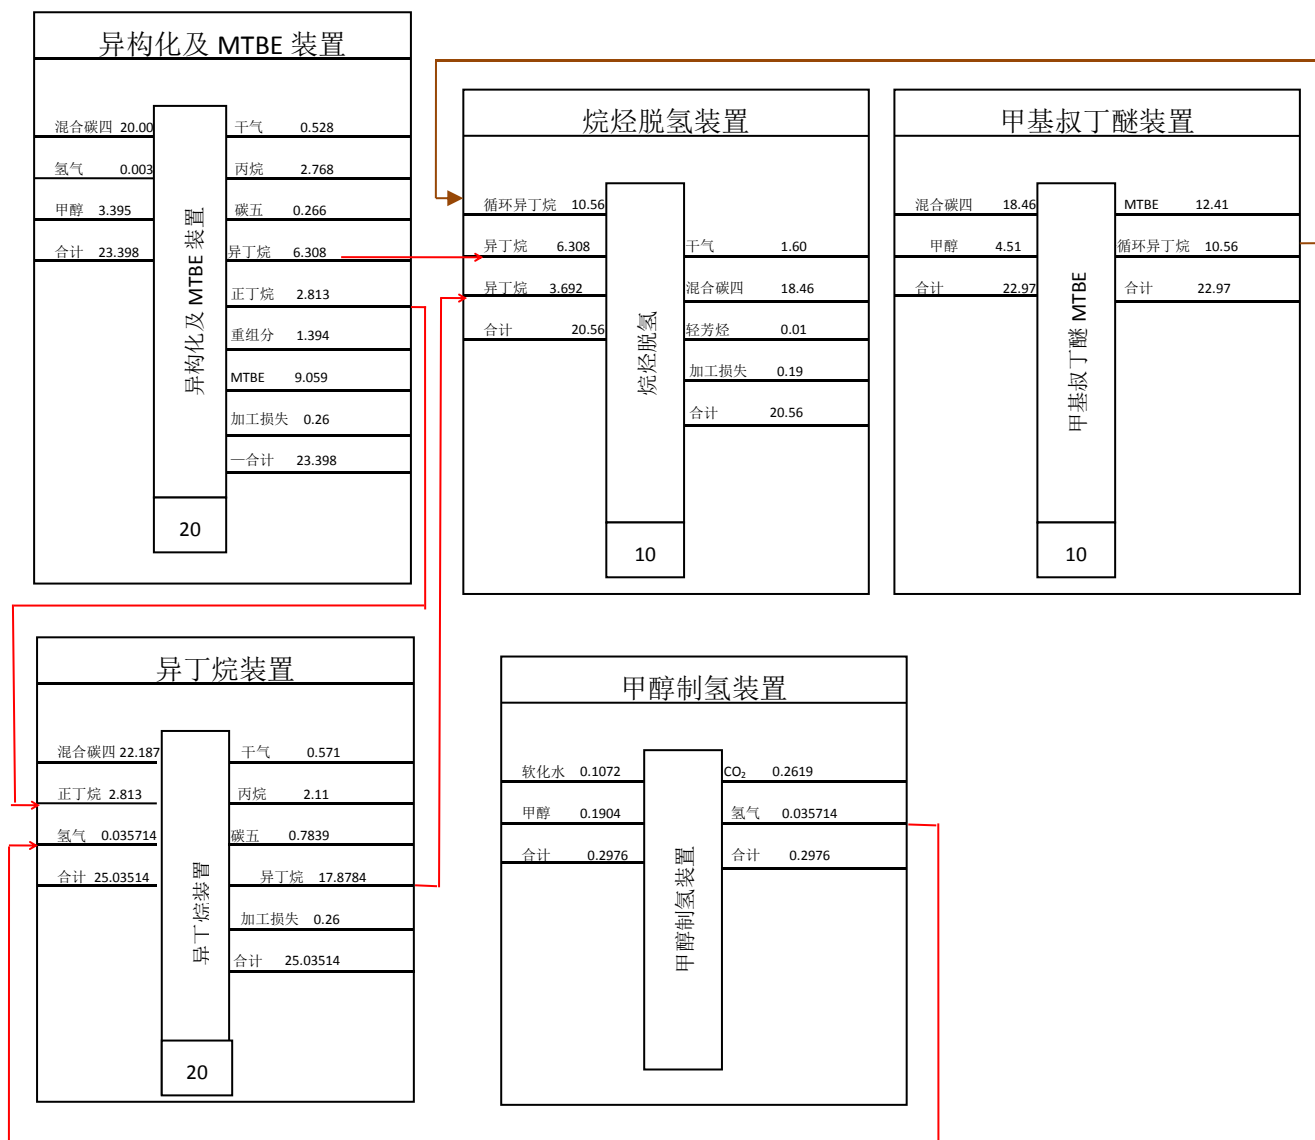 异构化及 MTBE 装置
混合碳四 20.00
氢气 0.003
甲醇 3.395
合计 23.398
异构化及 MTBE 装置
20
干气 0.528
丙烷 2.768
碳五 0.266
异丁烷 6.308
正丁烷 2.813
重组分 1.394
MTBE 9.059
加工损失 0.26
一合计 23.398
烷烃脱氢装置
循环异丁烷 10.56
异丁烷 6.308
异丁烷 3.692
合计 20.56
烷烃脱氢
10
干气 1.60
混合碳四 18.46
轻芳烃 0.01
加工损失 0.19
合计 20.56
甲基叔丁醚装置
混合碳四 18.46
甲醇 4.51
合计 22.97
甲基叔丁醚 MTBE
10
MTBE 12.41
循环异丁烷 10.56
合计 22.97
异丁烷装置
混合碳四 22.187
正丁烷 2.813
氢气 0.035714
合计 25.03514
异丁烷装置
20
干气 0.571
丙烷 2.11
碳五 0.7839
异丁烷 17.8784
加工损失 0.26
合计 25.03514
甲醇制氢装置
软化水 0.1072
甲醇 0.1904
合计 0.2976
甲醇制氢装置
CO₂ 0.2619
氢气 0.035714
合计 0.2976